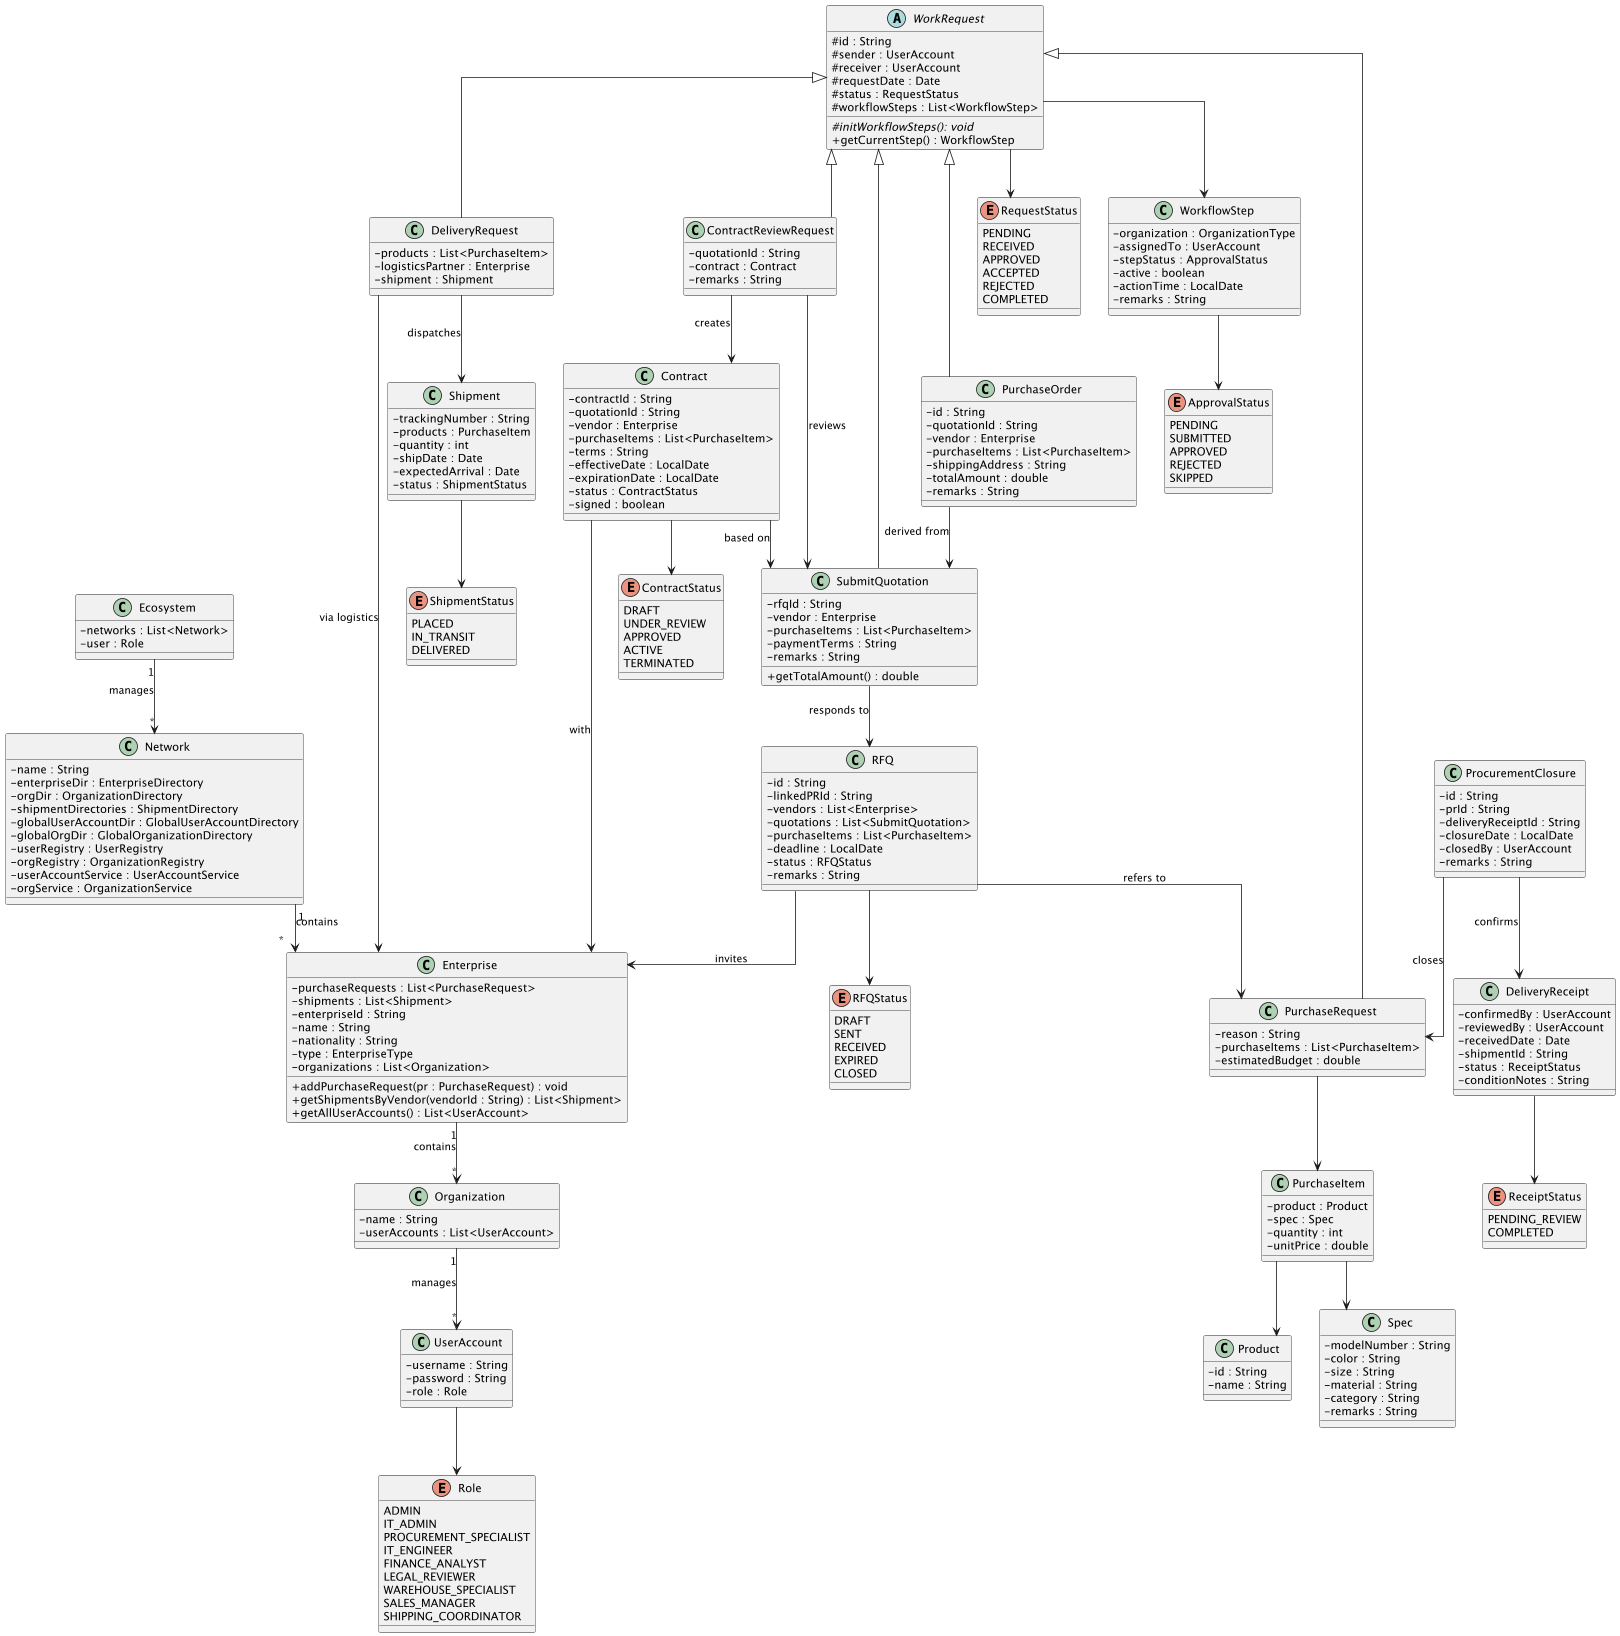 A WorkRequest
#id : String
#sender : UserAccount
#receiver : UserAccount
#requestDate : Date
#status : RequestStatus
#workflowSteps : List<WorkflowStep>
#initWorkflowSteps(): void
+getCurrentStep() : WorkflowStep
C DeliveryRequest
-products : List<PurchaseItem>
-logisticsPartner : Enterprise
-shipment : Shipment
C ContractReviewRequest
-quotationId : String
-contract : Contract
-remarks : String
E RequestStatus
PENDING
RECEIVED
APPROVED
ACCEPTED
REJECTED
COMPLETED
C WorkflowStep
-organization : OrganizationType
-assignedTo : UserAccount
-stepStatus : ApprovalStatus
-active : boolean
-actionTime : LocalDate
-remarks : String
dispatches
creates
reviews
C Shipment
-trackingNumber : String
-products : PurchaseItem
-quantity : int
-shipDate : Date
-expectedArrival : Date
-status : ShipmentStatus
C Contract
-contractId : String
-quotationId : String
-vendor : Enterprise
-purchaseItems : List<PurchaseItem>
-terms : String
-effectiveDate : LocalDate
-expirationDate : LocalDate
-status : ContractStatus
-signed : boolean
C PurchaseOrder
-id : String
-quotationId : String
-vendor : Enterprise
-purchaseItems : List<PurchaseItem>
-shippingAddress : String
-totalAmount : double
-remarks : String
E ApprovalStatus
PENDING
SUBMITTED
APPROVED
REJECTED
SKIPPED
based on
derived from
C Ecosystem
-networks : List<Network>
-user : Role
via logistics
E ShipmentStatus
PLACED
IN_TRANSIT
DELIVERED
E ContractStatus
DRAFT
UNDER_REVIEW
APPROVED
ACTIVE
TERMINATED
C SubmitQuotation
-rfqId : String
-vendor : Enterprise
-purchaseItems : List<PurchaseItem>
-paymentTerms : String
-remarks : String
+getTotalAmount() : double
1
manages
*
with
responds to
C Network
-name : String
-enterpriseDir : EnterpriseDirectory
-orgDir : OrganizationDirectory
-shipmentDirectories : ShipmentDirectory
-globalUserAccountDir : GlobalUserAccountDirectory
-globalOrgDir : GlobalOrganizationDirectory
-userRegistry : UserRegistry
-orgRegistry : OrganizationRegistry
-userAccountService : UserAccountService
-orgService : OrganizationService
C RFQ
-id : String
-linkedPRId : String
-vendors : List<Enterprise>
-quotations : List<SubmitQuotation>
-purchaseItems : List<PurchaseItem>
-deadline : LocalDate
-status : RFQStatus
-remarks : String
C ProcurementClosure
-id : String
-prId : String
-deliveryReceiptId : String
-closureDate : LocalDate
-closedBy : UserAccount
-remarks : String
1
contains
*
invites
refers to
closes
confirms
C Enterprise
-purchaseRequests : List<PurchaseRequest>
-shipments : List<Shipment>
-enterpriseId : String
-name : String
-nationality : String
-type : EnterpriseType
-organizations : List<Organization>
+addPurchaseRequest(pr : PurchaseRequest) : void
+getShipmentsByVendor(vendorId : String) : List<Shipment>
+getAllUserAccounts() : List<UserAccount>
E RFQStatus
DRAFT
SENT
RECEIVED
EXPIRED
CLOSED
C PurchaseRequest
-reason : String
-purchaseItems : List<PurchaseItem>
-estimatedBudget : double
C DeliveryReceipt
-confirmedBy : UserAccount
-reviewedBy : UserAccount
-receivedDate : Date
-shipmentId : String
-status : ReceiptStatus
-conditionNotes : String
1
contains
*
C Organization
-name : String
-userAccounts : List<UserAccount>
C PurchaseItem
-product : Product
-spec : Spec
-quantity : int
-unitPrice : double
E ReceiptStatus
PENDING_REVIEW
COMPLETED
1
manages
*
C UserAccount
-username : String
-password : String
-role : Role
C Product
-id : String
-name : String
C Spec
-modelNumber : String
-color : String
-size : String
-material : String
-category : String
-remarks : String
E Role
ADMIN
IT_ADMIN
PROCUREMENT_SPECIALIST
IT_ENGINEER
FINANCE_ANALYST
LEGAL_REVIEWER
WAREHOUSE_SPECIALIST
SALES_MANAGER
SHIPPING_COORDINATOR